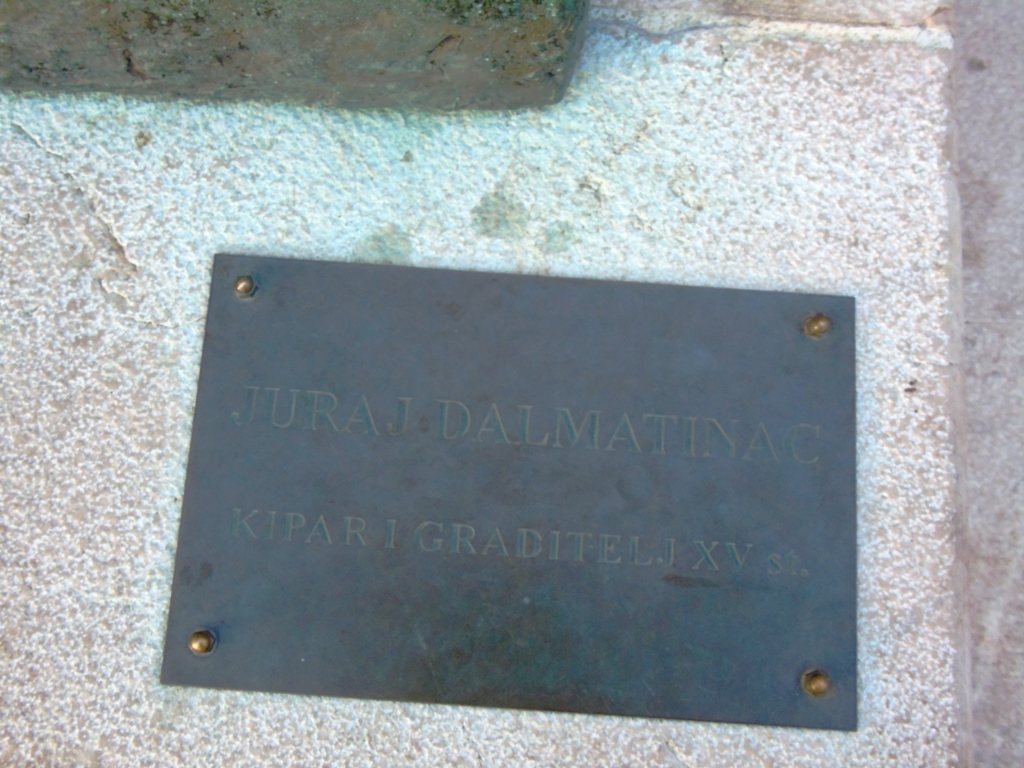 JURAJ DALMATINAC
KIPAR I GRADITELJ XV st.